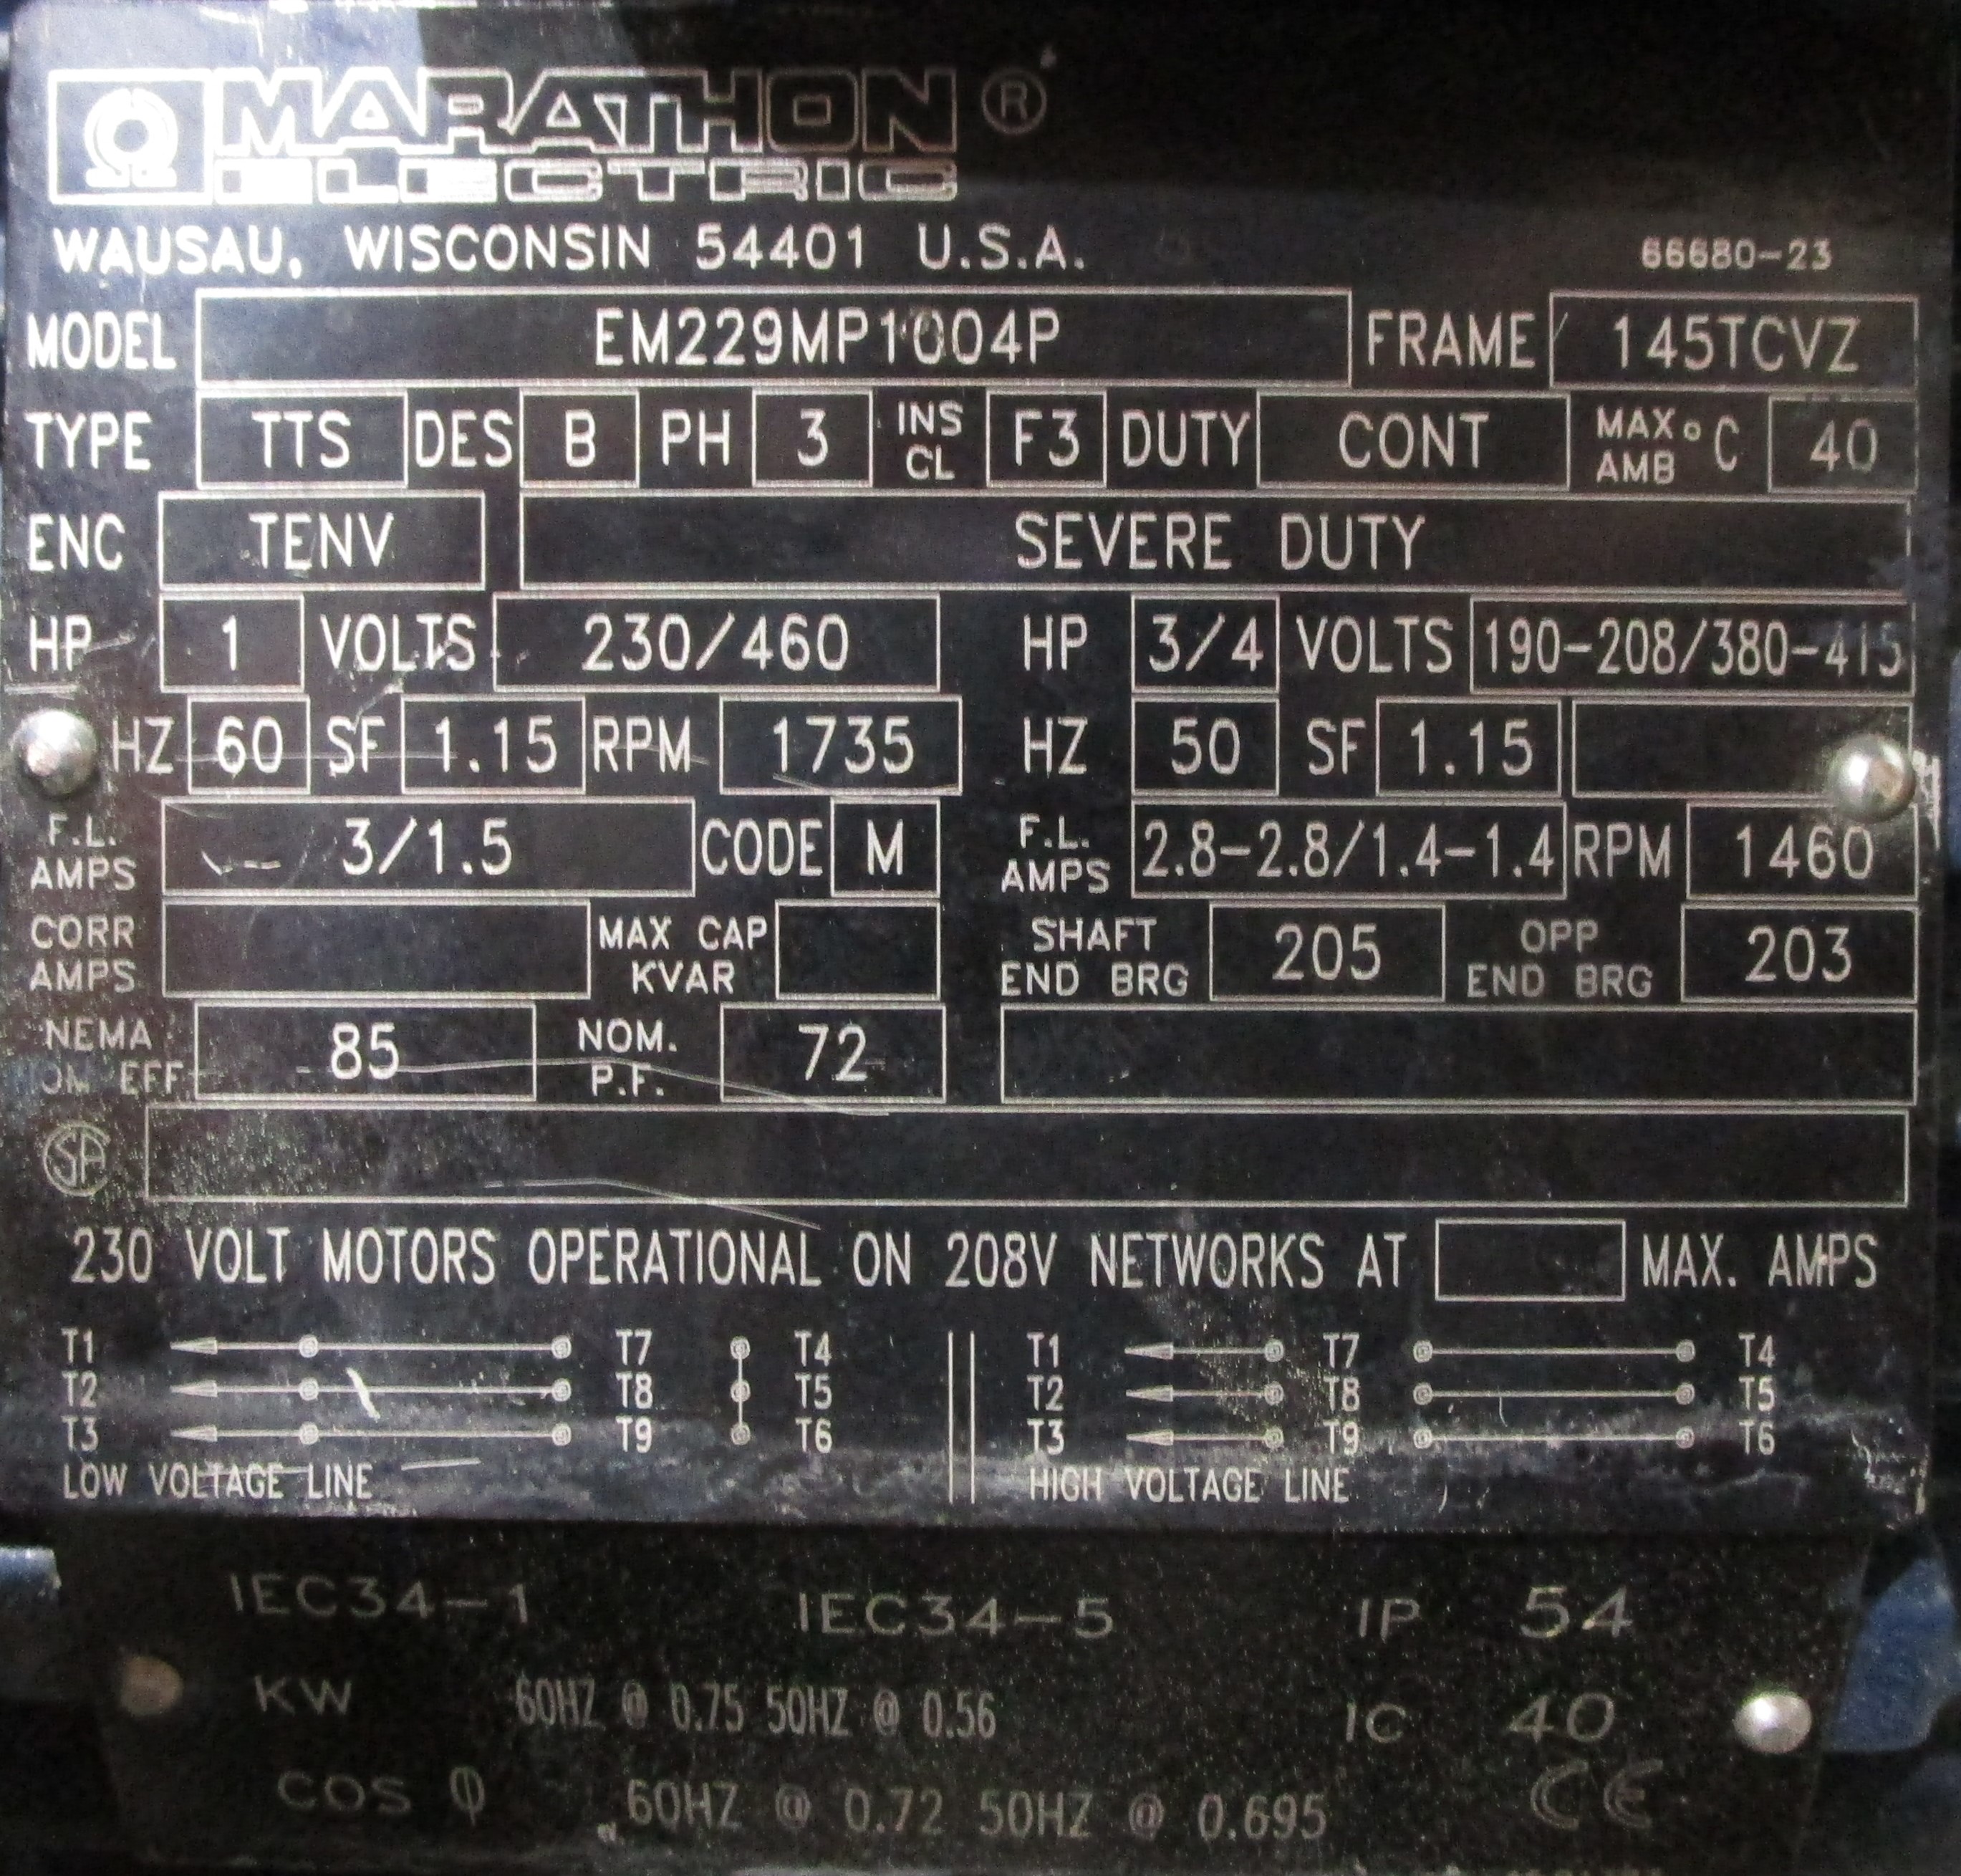 MARATHON ®
ELECTRIC
WAUSAU, WISCONSIN 54401 U.S.A. 66680-23
MODEL EM229MP1004P FRAME 145TCVZ
TYPE TTS DES B PH 3 INS CL F3 DUTY CONT MAX AMB °C 40
ENC TENV SEVERE DUTY
HP 1 VOLTS 230/460 HP 3/4 VOLTS 190-208/380-415
HZ 60 SF 1.15 RPM 1735 HZ 50 SF 1.15
F.L. AMPS 3/1.5 CODE M F.L. AMPS 2.8-2.8/1.4-1.4 RPM 1460
CORR AMPS MAX CAP KVAR SHAFT END BRG 205 OPP END BRG 203
NEMA EFF 85 NOM. P.F. 72
SA
230 VOLT MOTORS OPERATIONAL ON 208V NETWORKS AT MAX. AMPS
T1 T7 T4 T1 T7 T4
T2 T8 T5 T2 T8 T5
T3 T9 T6 T3 T9 T6
LOW VOLTAGE LINE HIGH VOLTAGE LINE
IEC34-1 IEC34-5 IP 54
KW 60HZ @ 0.75 50HZ @ 0.56 IC 40
COS Φ 60HZ @ 0.72 50HZ @ 0.695 CE